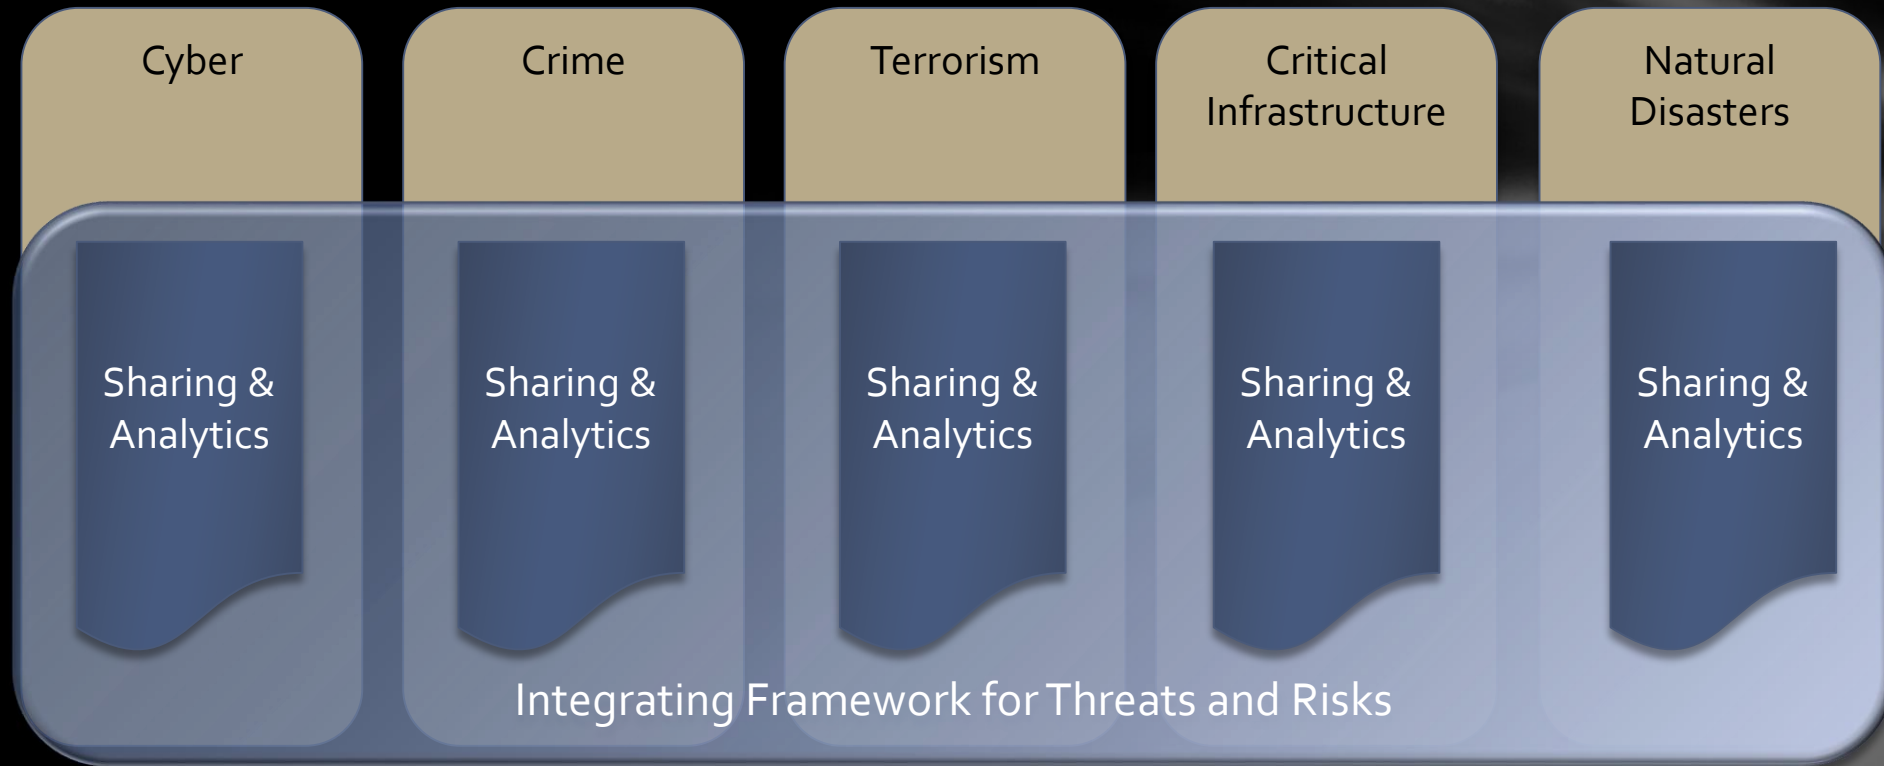 Cyber
Crime
Terrorism
Critical
Infrastructure
Natural
Disasters
Sharing &
Analytics
Sharing &
Analytics
Sharing &
Analytics
Sharing &
Analytics
Sharing &
Analytics
Integrating Framework for Threats and Risks